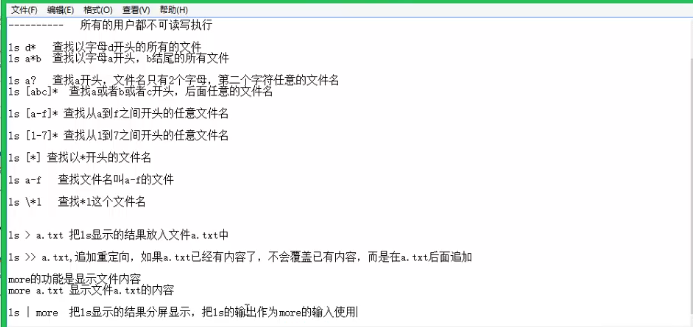 文件(F) 编辑(E) 格式(O) 查看(V) 帮助(H)
---------- 所有的用户都不可读写执行
ls d* 查找以字母d开头的所有的文件
ls a*b 查找以字母a开头，b结尾的所有文件
ls a? 查找a开头，文件名只有2个字母，第二个字符任意的文件名
ls [abc]* 查找a或者b或者c开头，后面任意的文件名
ls [a-f]* 查找从a到f之间开头的任意文件名
ls [1-7]* 查找从1到7之间开头的任意文件名
ls [*] 查找以*开头的文件名
ls a-f 查找文件名叫a-f的文件
ls \*1 查找*1这个文件名
ls > a.txt 把ls显示的结果放入文件a.txt中
ls >> a.txt,追加重定向，如果a.txt已经有内容了，不会覆盖已有内容，而是在a.txt后面追加
more的功能是显示文件内容
more a.txt 显示文件a.txt的内容
ls | more 把ls显示的结果分屏显示，把ls的输出作为more的输入使用